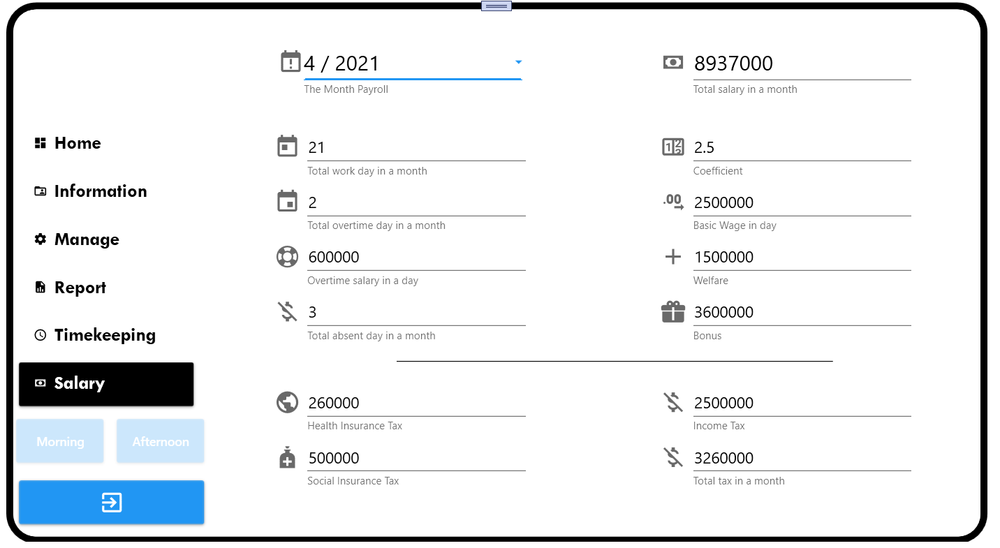 4 / 2021
The Month Payroll
8937000
Total salary in a month
Home
Information
Manage
Report
Timekeeping
Salary
Morning
Afternoon
21
Total work day in a month
2
Total overtime day in a month
600000
Overtime salary in a day
3
Total absent day in a month
2.5
Coefficient
.00
2500000
Basic Wage in day
1500000
Welfare
3600000
Bonus
260000
Health Insurance Tax
500000
Social Insurance Tax
2500000
Income Tax
3260000
Total tax in a month